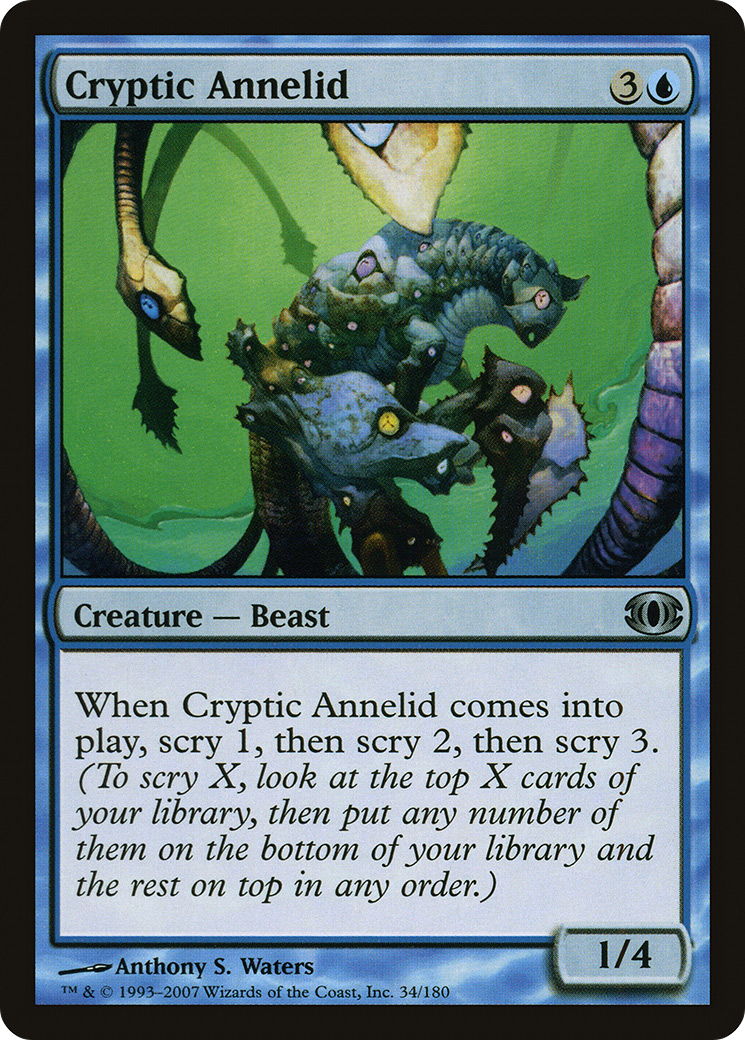 Cryptic Annelid 3
Creature — Beast
When Cryptic Annelid comes into
play, scry 1, then scry 2, then scry 3.
(To scry X, look at the top X cards of
your library, then put any number of
them on the bottom of your library and
the rest on top in any order.)
1/4
Anthony S. Waters
™ & © 1993–2007 Wizards of the Coast, Inc. 34/180